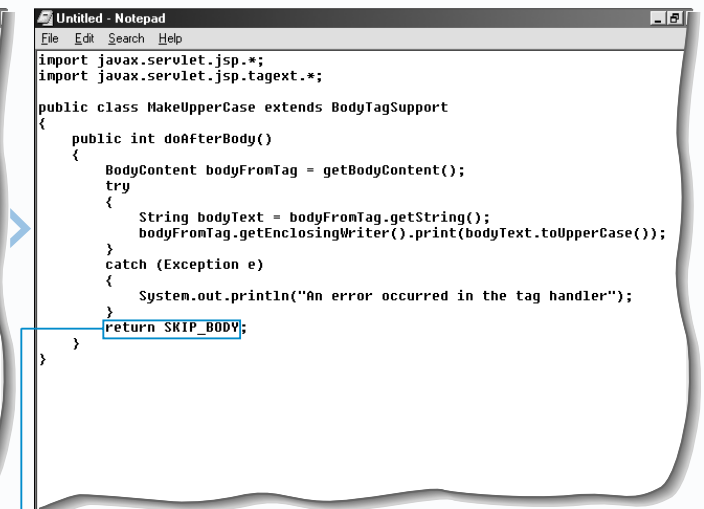 Untitled - Notepad
File Edit Search Help
import javax.servlet.jsp.*;
import javax.servlet.jsp.tagext.*;
public class MakeUpperCase extends BodyTagSupport
{
public int doAfterBody()
{
BodyContent bodyFromTag = getBodyContent();
try
{
String bodyText = bodyFromTag.getString();
bodyFromTag.getEnclosingWriter().print(bodyText.toUpperCase());
}
catch (Exception e)
{
System.out.println("An error occurred in the tag handler");
}
return SKIP_BODY;
}
}